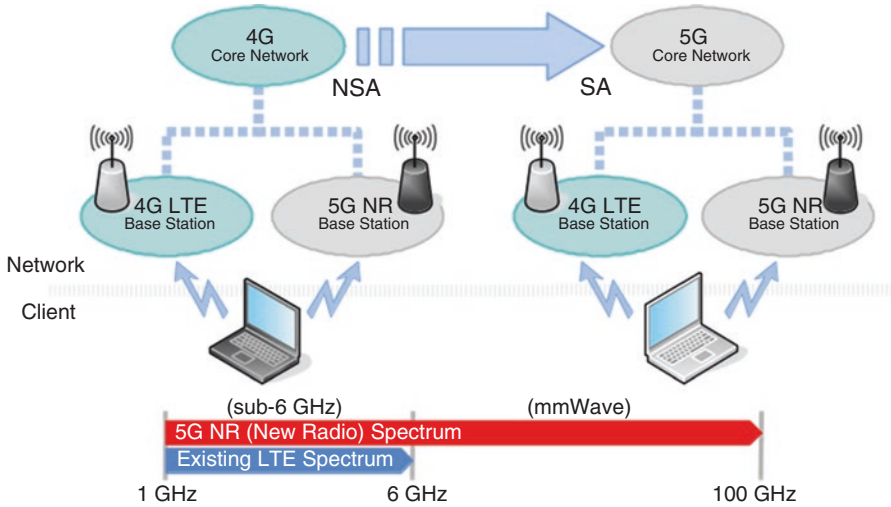 4G
Core Network
5G
Core Network
NSA
SA
4G LTE
Base Station
5G NR
Base Station
4G LTE
Base Station
5G NR
Base Station
Network
Client
(sub-6 GHz)
(mmWave)
5G NR (New Radio) Spectrum
Existing LTE Spectrum
1 GHz
6 GHz
100 GHz